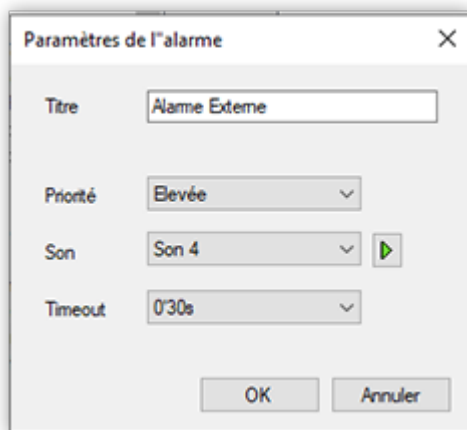 Paramètres de l"alarme
Titre
Alarme Externe
Priorité
Elevée
Son
Son 4
Timeout
0'30s
OK
Annuler